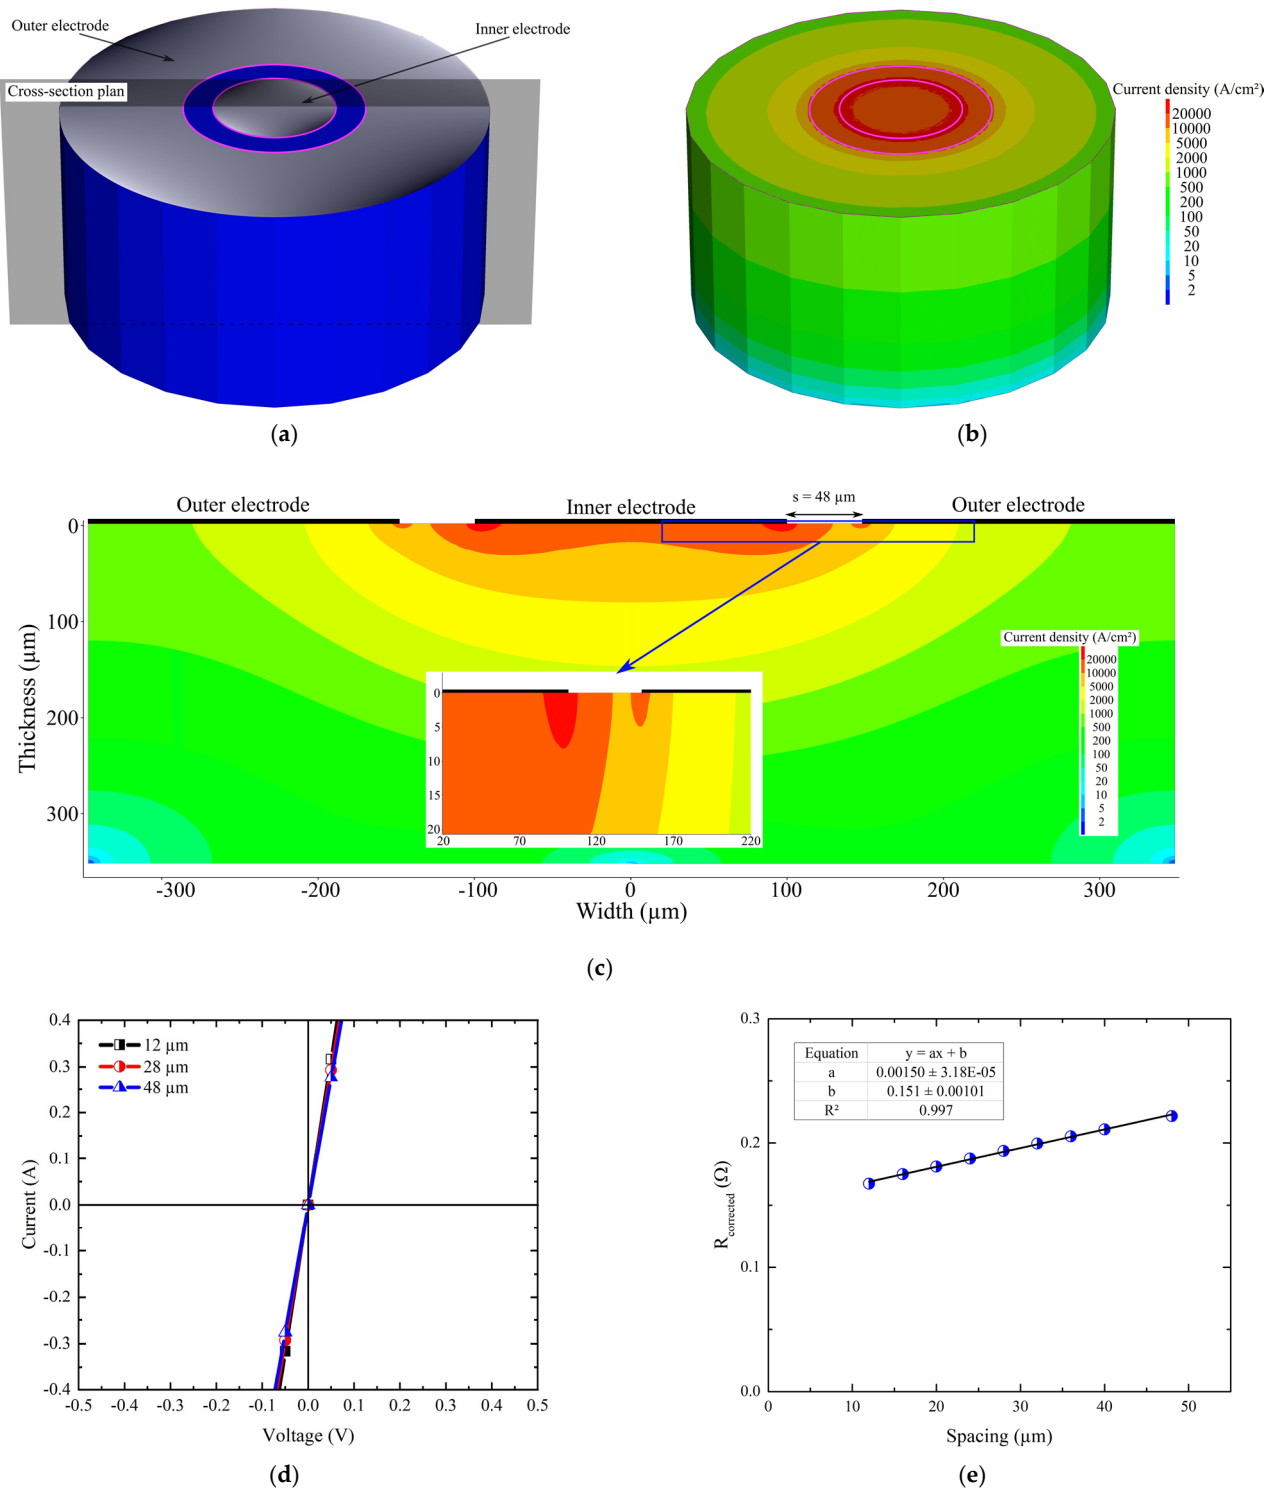 Outer electrode
Inner electrode
Cross-section plan
(a)
Current density (A/cm²)
20000
10000
5000
2000
1000
500
200
100
50
20
10
5
2
(b)
Outer electrode
Inner electrode
s = 48 µm
Outer electrode
0
100
200
300
Thickness (µm)
Current density (A/cm²)
20000
10000
5000
2000
1000
500
200
100
50
20
10
5
2
0
5
10
15
20
20 70 120 170 220
-300 -200 -100 0 100 200 300
Width (µm)
(c)
0.4
0.3
0.2
0.1
0.0
-0.1
-0.2
-0.3
-0.4
Current (A)
12 µm
28 µm
48 µm
-0.5 -0.4 -0.3 -0.2 -0.1 0.0 0.1 0.2 0.3 0.4 0.5
Voltage (V)
(d)
0.3
0.2
0.1
0.0
R corrected (Ω)
Equation y = ax + b
a 0.00150 ± 3.18E-05
b 0.151 ± 0.00101
R² 0.997
0 10 20 30 40 50
Spacing (µm)
(e)